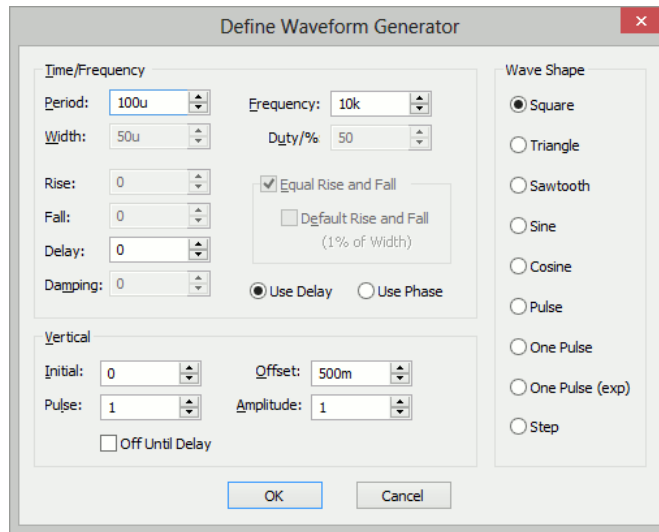 Define Waveform Generator
Time/Frequency
Period: 100u Frequency: 10k
Width: 50u Duty/% 50
Rise: 0
Equal Rise and Fall
Fall: 0
Default Rise and Fall
(1% of Width)
Delay: 0
Damping: 0
Use Delay Use Phase
Vertical
Initial: 0 Offset: 500m
Pulse: 1 Amplitude: 1
Off Until Delay
Wave Shape
Square
Triangle
Sawtooth
Sine
Cosine
Pulse
One Pulse
One Pulse (exp)
Step
OK Cancel